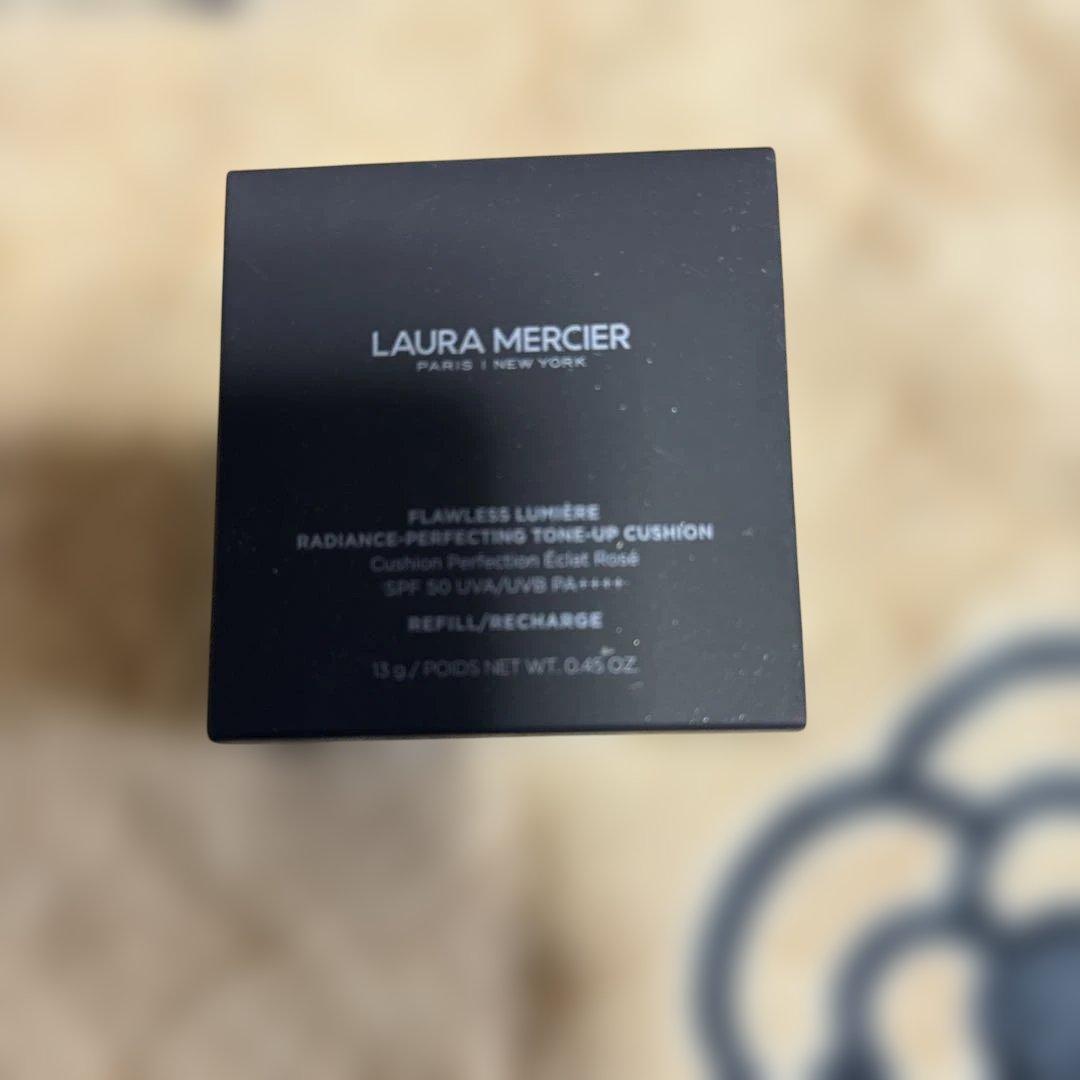 LAURA MERCIER
PARIS | NEW YORK
FLAWLESS LUMIÈRE
RADIANCE-PERFECTING TONE-UP CUSHION
Cushion Perfection Éclat Rosé
SPF 50 UVA/UVB PA++++
REFILL/RECHARGE
13 g / POIDS NET WT. 0.45 OZ.